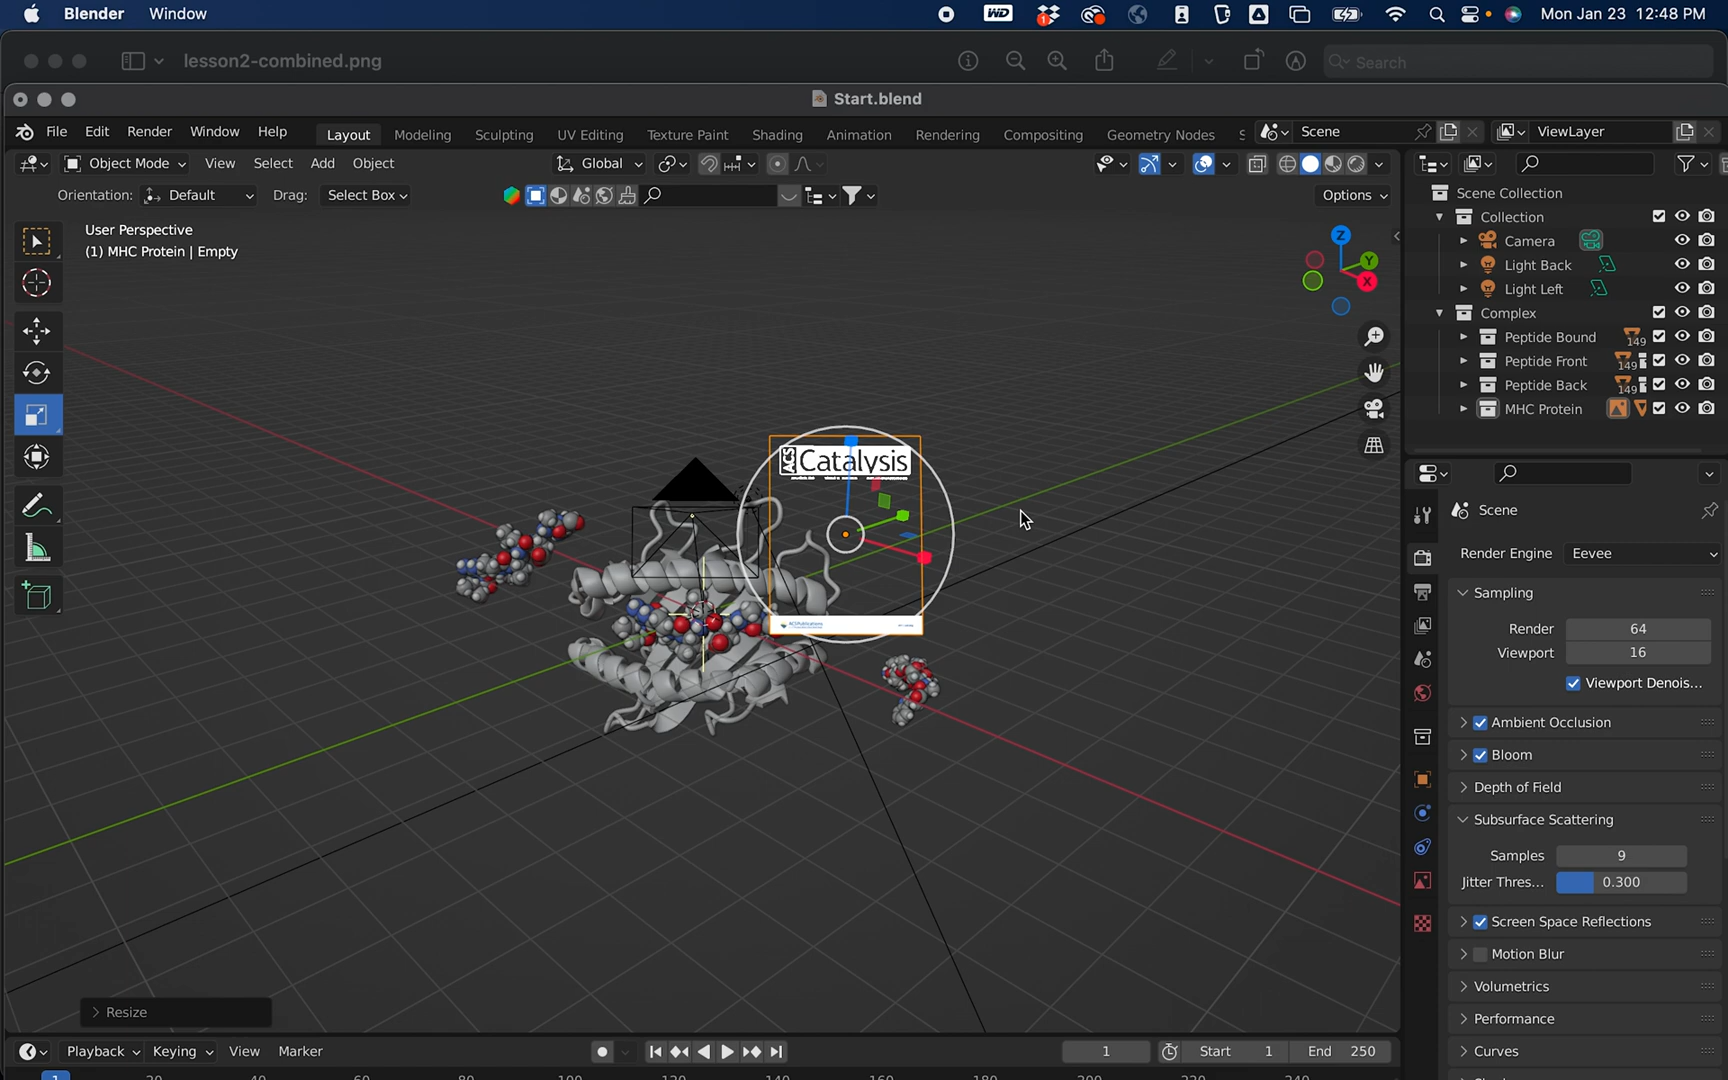 Blender Window
WD 1 Mon Jan 23 12:48 PM
lesson2-combined.png Search
Start.blend
File Edit Render Window Help Layout Modeling Sculpting UV Editing Texture Paint Shading Animation Rendering Compositing Geometry Nodes S Scene ViewLayer
Object Mode View Select Add Object Global
Orientation: Default Drag: Select Box Options
User Perspective
(1) MHC Protein | Empty
Z
Y
X
ACS Catalysis
ACS Publications
Resize
Playback Keying View Marker 1 Start 1 End 250
1 20 40 60 80 100 120 140 160 180 200 220 240
Scene Collection
Collection
Camera
Light Back
Light Left
Complex
Peptide Bound 149
Peptide Front 149
Peptide Back 149
MHC Protein
Scene
Render Engine Eevee
Sampling
Render 64
Viewport 16
Viewport Denois...
Ambient Occlusion
Bloom
Depth of Field
Subsurface Scattering
Samples 9
Jitter Thres... 0.300
Screen Space Reflections
Motion Blur
Volumetrics
Performance
Curves